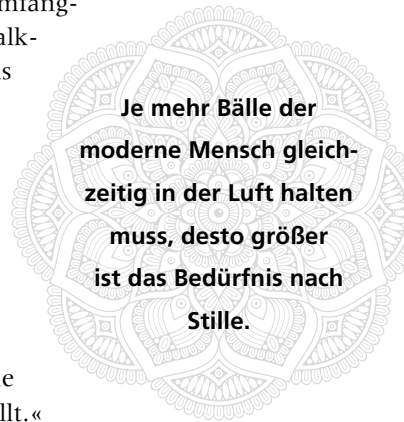 Je mehr Bälle der
moderne Mensch gleich-
zeitig in der Luft halten
muss, desto größer
ist das Bedürfnis nach
Stille.